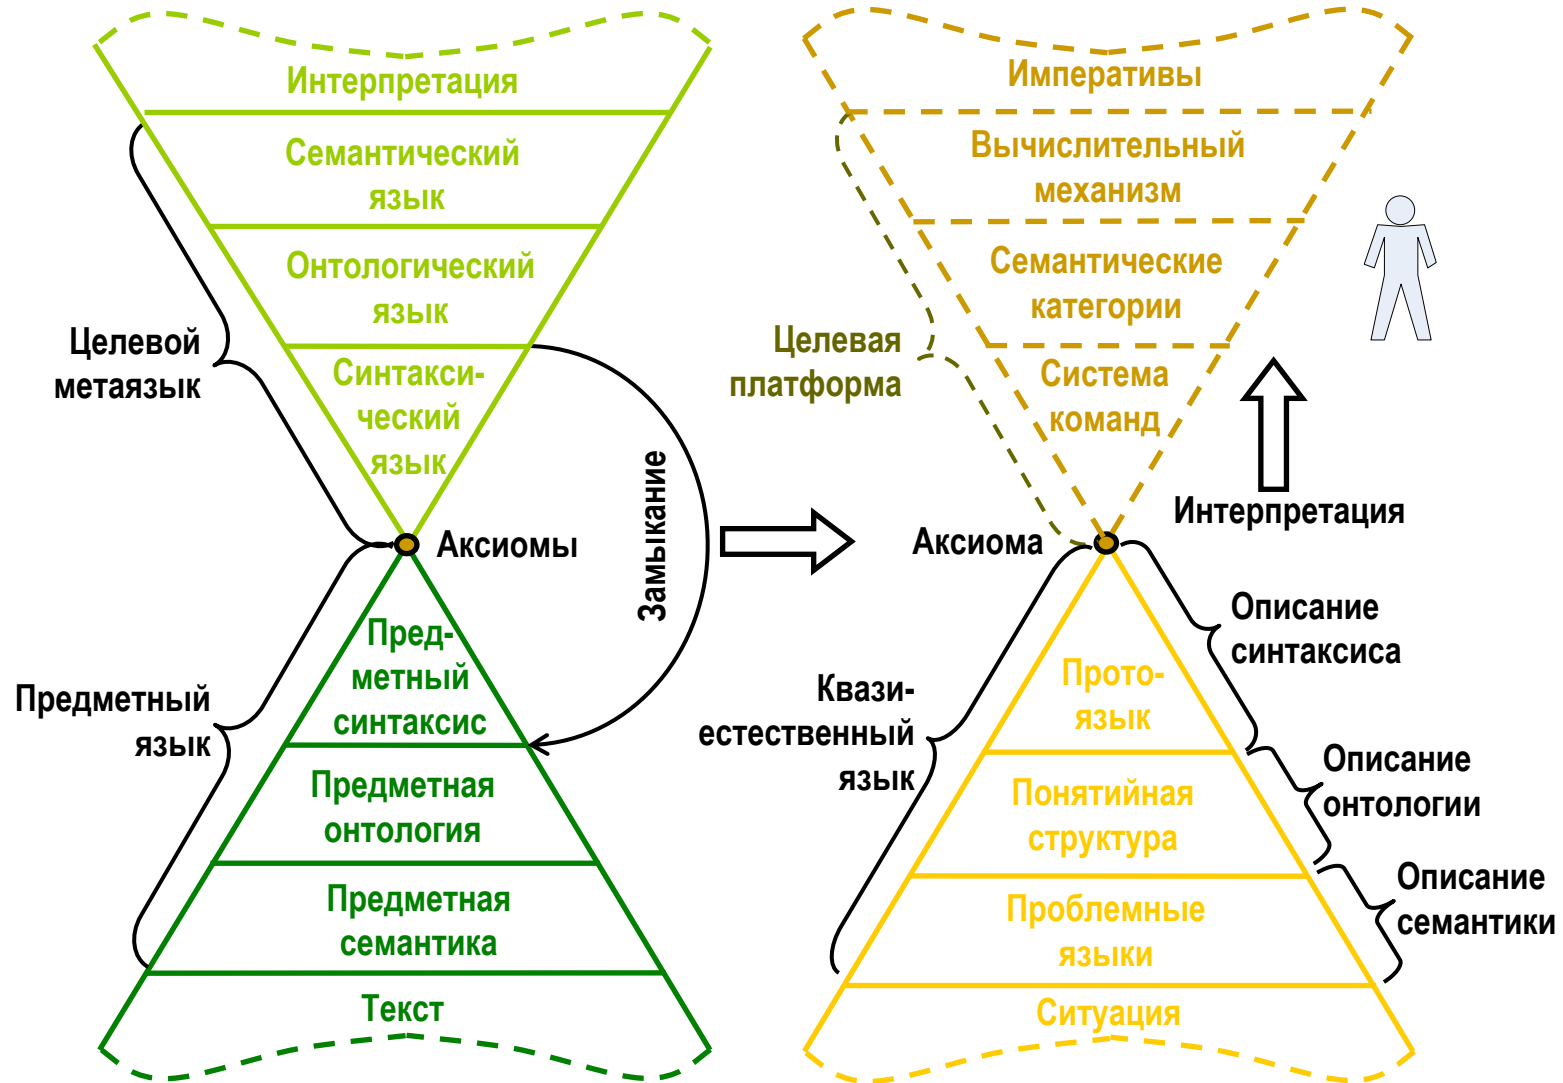 Интерпретация
Семантический
язык
Онтологический
язык
Синтакси-
ческий
язык
Целевой
метаязык
Аксиомы
Замыкание
Пред-
метный
синтаксис
Предметный
язык
Предметная
онтология
Предметная
семантика
Текст
Императивы
Вычислительный
механизм
Семантические
категории
Система
команд
Целевая
платформа
Интерпретация
Аксиома
Описание
синтаксиса
Прото-
язык
Квази-
естественный
язык
Описание
онтологии
Понятийная
структура
Описание
семантики
Проблемные
языки
Ситуация